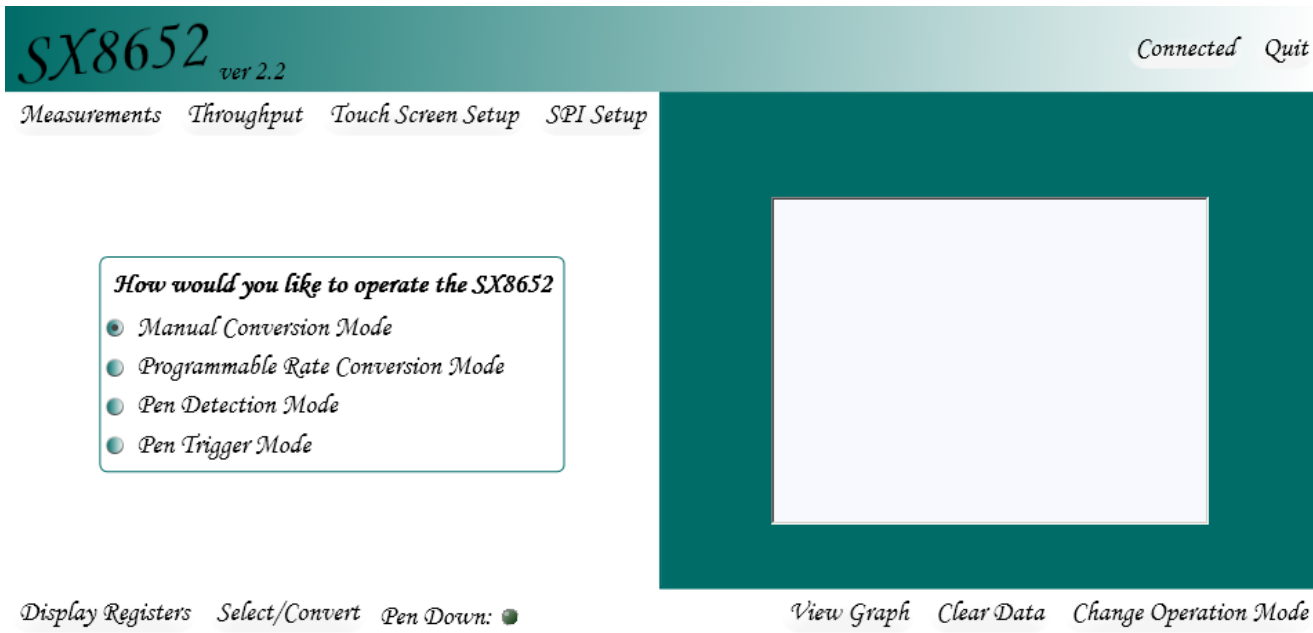 SX8652 ver 2.2
Connected Quit
Measurements Throughput Touch Screen Setup SPI Setup
How would you like to operate the SX8652
Manual Conversion Mode
Programmable Rate Conversion Mode
Pen Detection Mode
Pen Trigger Mode
Display Registers Select/Convert Pen Down:
View Graph Clear Data Change Operation Mode